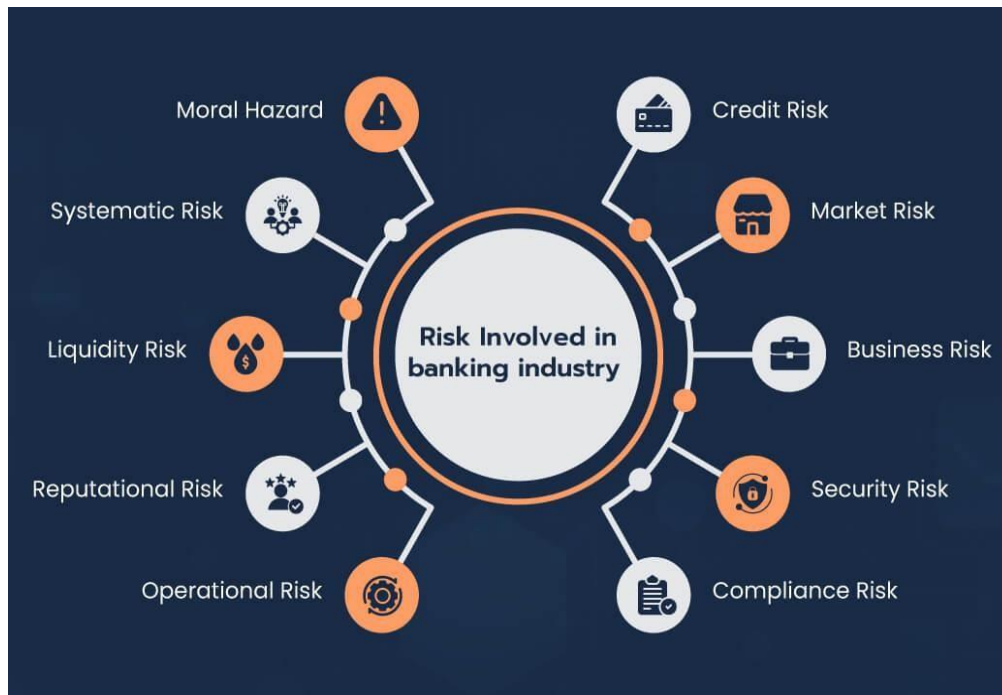 Moral Hazard
Credit Risk
Systematic Risk
Market Risk
Liquidity Risk
Risk Involved in
banking industry
Business Risk
Reputational Risk
Security Risk
Operational Risk
Compliance Risk
$